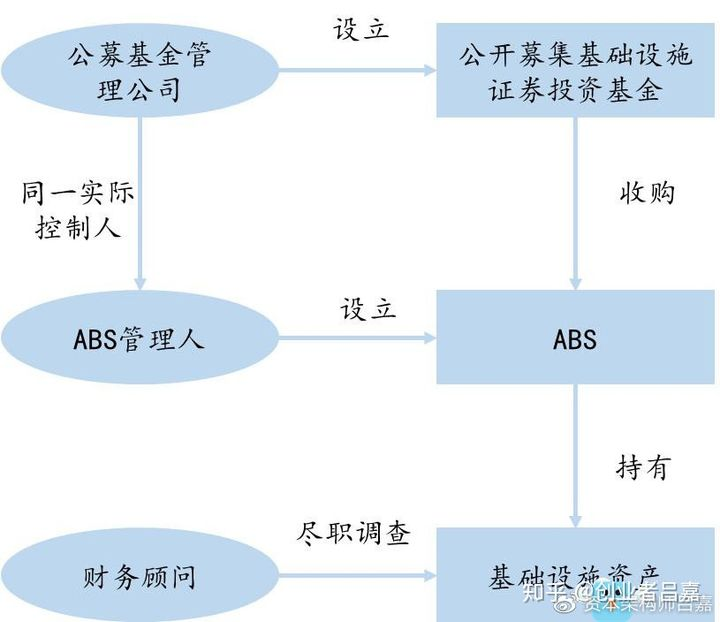 设立
公募基金管
理公司
公开募集基础设施
证券投资基金
同一实际
控制人
收购
设立
ABS管理人
ABS
持有
尽职调查
财务顾问
基础设施资产
知乎 @创业者吕嘉
资本架构师吕嘉